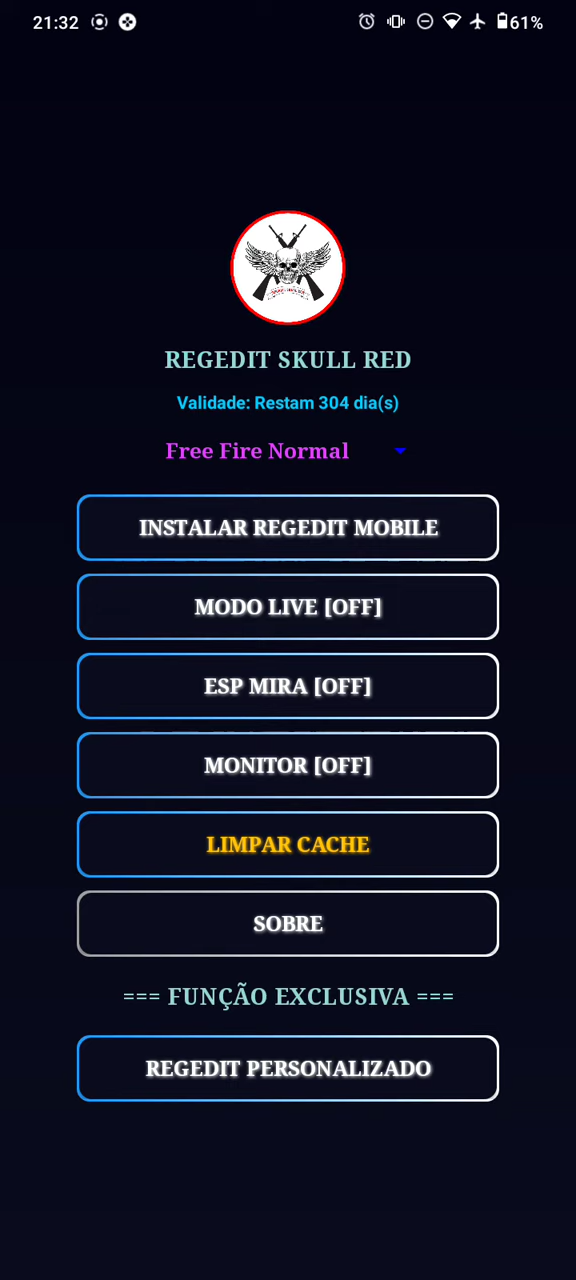 21:32
61%
REGEDIT SKULL RED
Validade: Restam 304 dia(s)
Free Fire Normal
INSTALAR REGEDIT MOBILE
MODO LIVE [OFF]
ESP MIRA [OFF]
MONITOR [OFF]
LIMPAR CACHE
SOBRE
=== FUNÇÃO EXCLUSIVA ===
REGEDIT PERSONALIZADO